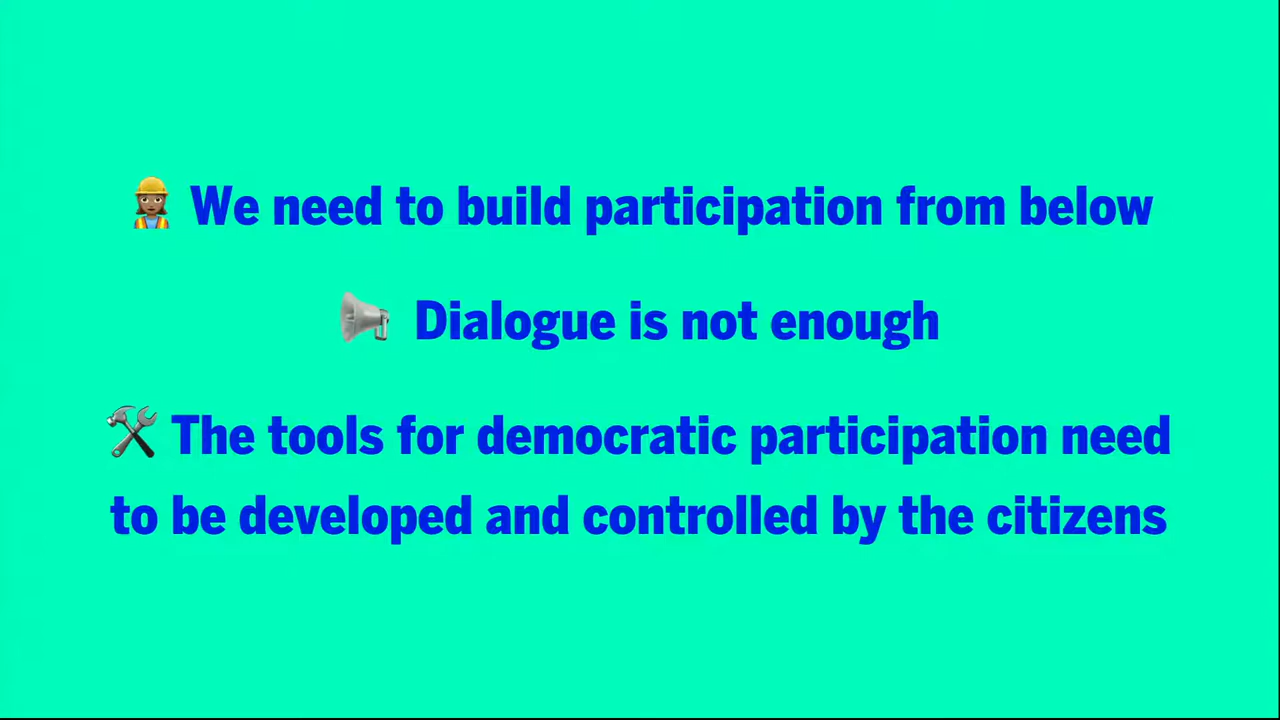 We need to build participation from below
Dialogue is not enough
The tools for democratic participation need
to be developed and controlled by the citizens